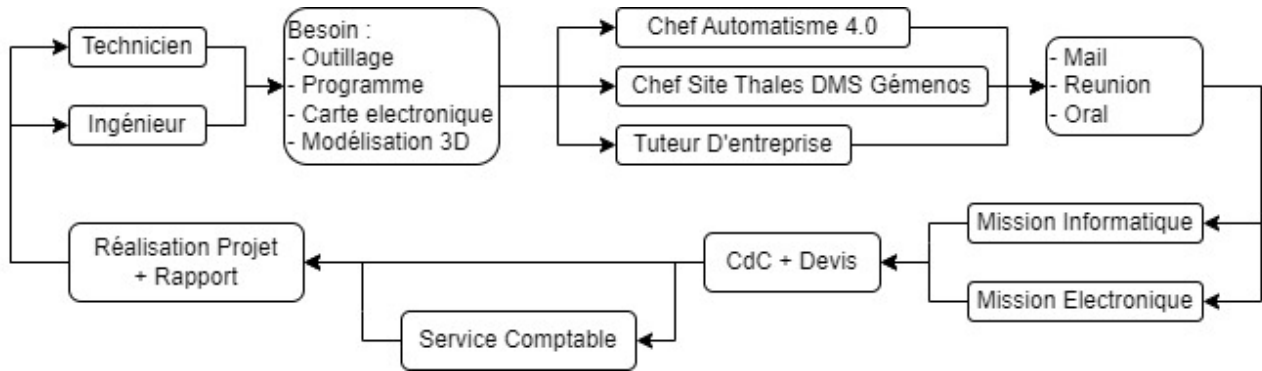 Technicien
Ingénieur
Besoin :
- Outillage
- Programme
- Carte electronique
- Modélisation 3D
Chef Automatisme 4.0
Chef Site Thales DMS Gémenos
Tuteur D'entreprise
- Mail
- Reunion
- Oral
Mission Informatique
Mission Electronique
CdC + Devis
Service Comptable
Réalisation Projet
+ Rapport